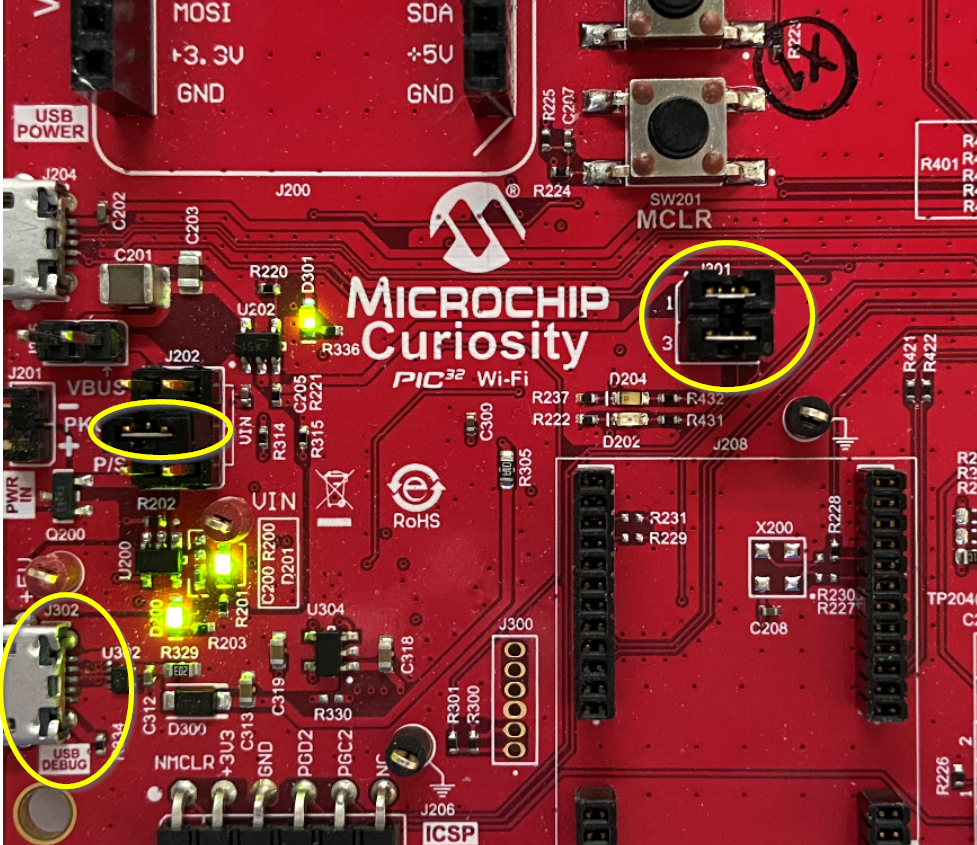 MOSI
SDA
+3.3V
+5V
GND
GND
R223
USB
POWER
R225
C207
R224
R401
J204
J200
C202
C203
SW201
MCLR
®
C201
R220
D301
J301
U202
MICROCHIP
Curiosity
PIC32 Wi-Fi
1
3
R336
J202
J201
VBUS
C205
R221
VIN
R314
R315
R237
D204
R432
R222
D202
R431
C309
R421
R422
J208
P/S
PWR
IN
R305
Q200
R202
VIN
RoHS
R231
R229
X200
R228
U200
C200 R200
D201
R201
R203
R230
R227
C208
TP204
J302
U302
R329
U304
C318
J300
C312
D300
C313
C319
R330
R301
R300
USB
DEBUG
NMCLR
+3V3
GND
PGD2
PGC2
NC
J206
ICSP
R226
2
1